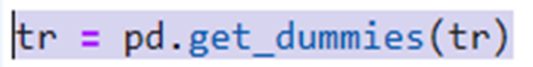 tr = pd.get_dummies(tr)